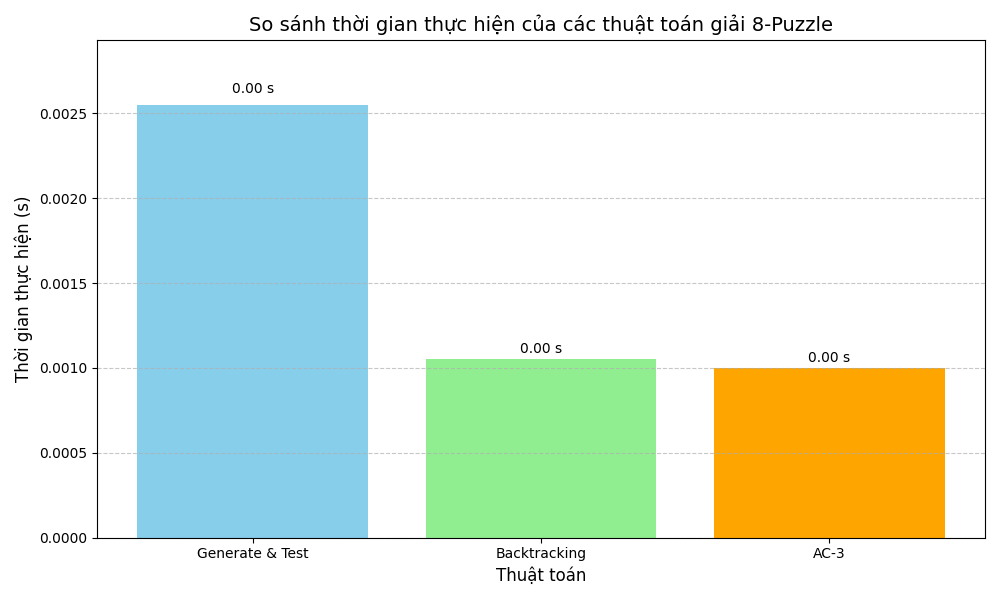 So sánh thời gian thực hiện của các thuật toán giải 8-Puzzle
Thời gian thực hiện (s)
0.0025
0.0020
0.0015
0.0010
0.0005
0.0000
0.00 s
0.00 s
0.00 s
Generate & Test
Backtracking
AC-3
Thuật toán